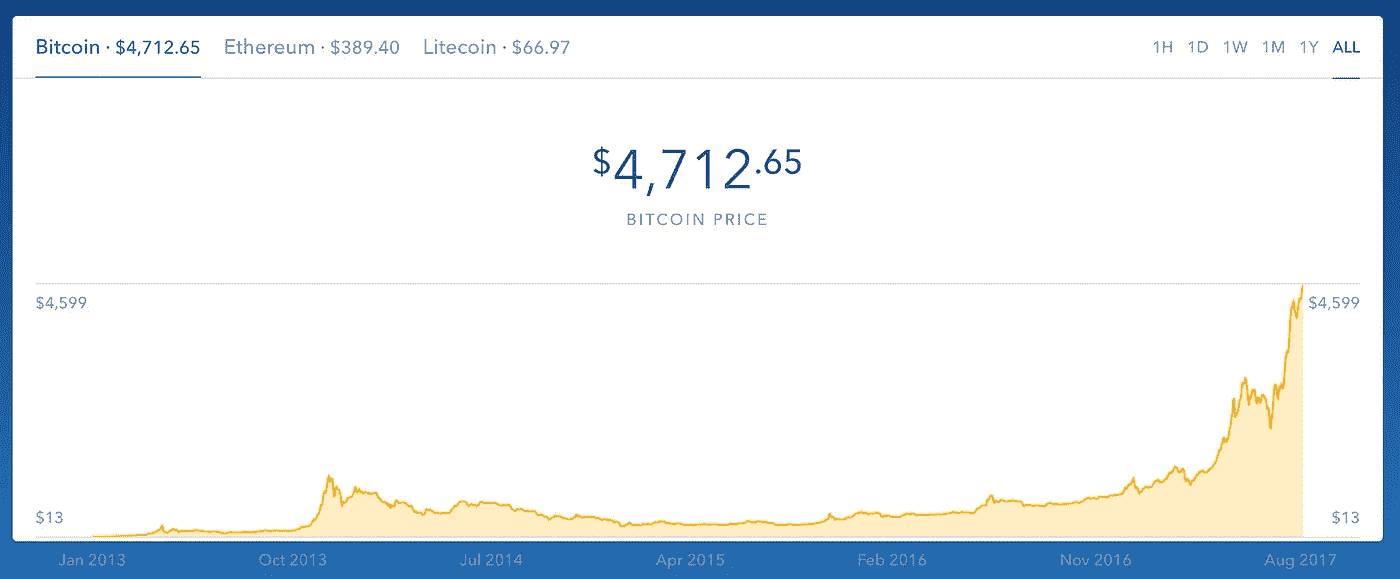 Bitcoin · $4,712.65 Ethereum · $389.40 Litecoin · $66.97 1H 1D 1W 1M 1Y ALL
$4,712.65
BITCOIN PRICE
$4,599 $4,599
$13 $13
Jan 2013 Oct 2013 Jul 2014 Apr 2015 Feb 2016 Nov 2016 Aug 2017